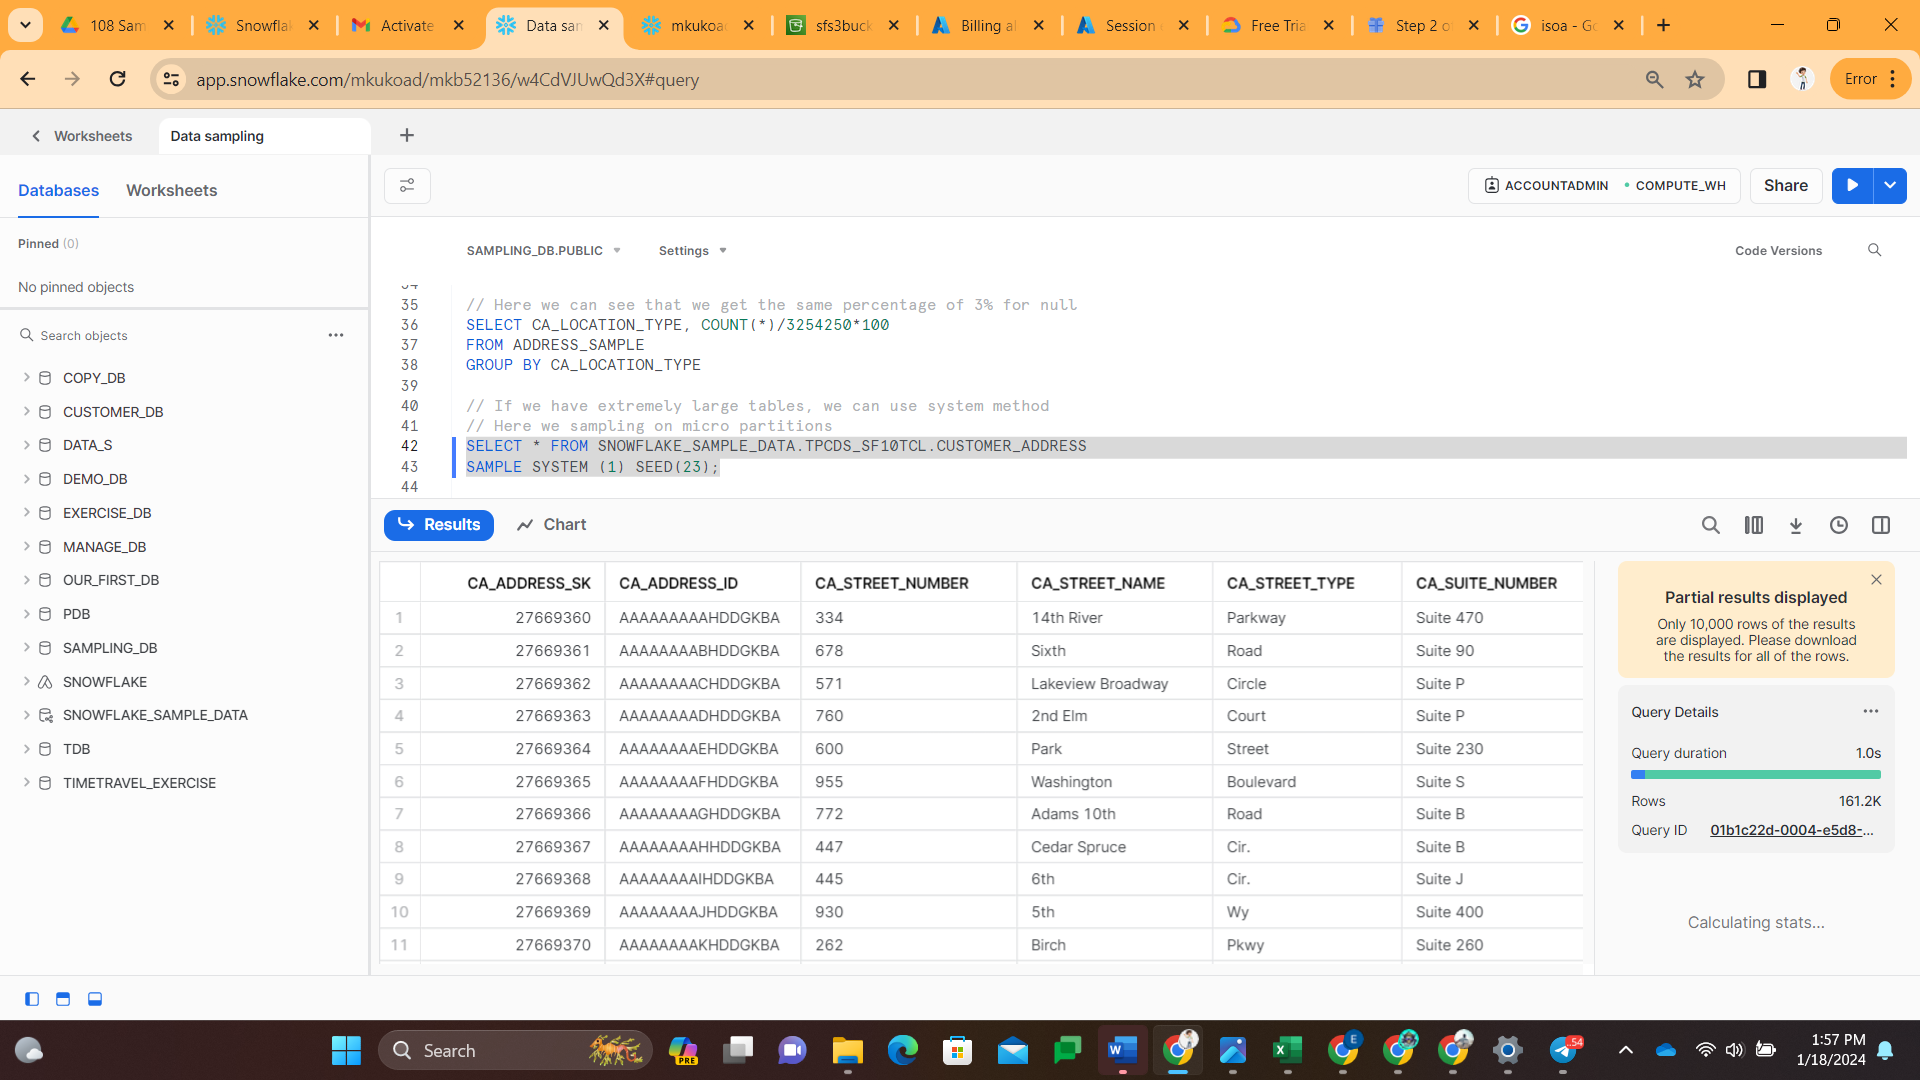 108 Sam
Snowfla
Activate
Data sam
mkukoad
sfs3buck
Billing al
Session
Free Tria
Step 2 o
isoa - Go
app.snowflake.com/mkukoad/mkb52136/w4CdVJUwQd3X#query
Error
Worksheets
Data sampling
Databases
Worksheets
Pinned (0)
No pinned objects
Search objects
COPY_DB
CUSTOMER_DB
DATA_S
DEMO_DB
EXERCISE_DB
MANAGE_DB
OUR_FIRST_DB
PDB
SAMPLING_DB
SNOWFLAKE
SNOWFLAKE_SAMPLE_DATA
TDB
TIMETRAVEL_EXERCISE
ACCOUNTADMIN
COMPUTE_WH
Share
SAMPLING_DB.PUBLIC
Settings
Code Versions
34
35 // Here we can see that we get the same percentage of 3% for null
36 SELECT CA_LOCATION_TYPE, COUNT(*)/3254250*100
37 FROM ADDRESS_SAMPLE
38 GROUP BY CA_LOCATION_TYPE
39
40 // If we have extremely large tables, we can use system method
41 // Here we sampling on micro partitions
42 SELECT * FROM SNOWFLAKE_SAMPLE_DATA.TPCDS_SF10TCL.CUSTOMER_ADDRESS
43 SAMPLE SYSTEM (1) SEED(23);
44
Results
Chart
CA_ADDRESS_SK CA_ADDRESS_ID CA_STREET_NUMBER CA_STREET_NAME CA_STREET_TYPE CA_SUITE_NUMBER
1 27669360 AAAAAAAAAHDDGKBA 334 14th River Parkway Suite 470
2 27669361 AAAAAAAABHDDGKBA 678 Sixth Road Suite 90
3 27669362 AAAAAAAACHDDGKBA 571 Lakeview Broadway Circle Suite P
4 27669363 AAAAAAAADHDDGKBA 760 2nd Elm Court Suite P
5 27669364 AAAAAAAAEHDDGKBA 600 Park Street Suite 230
6 27669365 AAAAAAAAFHDDGKBA 955 Washington Boulevard Suite S
7 27669366 AAAAAAAAGHDDGKBA 772 Adams 10th Road Suite B
8 27669367 AAAAAAAAHHDDGKBA 447 Cedar Spruce Cir. Suite B
9 27669368 AAAAAAAAIHDDGKBA 445 6th Cir. Suite J
10 27669369 AAAAAAAAJHDDGKBA 930 5th Wy Suite 400
11 27669370 AAAAAAAAKHDDGKBA 262 Birch Pkwy Suite 260
Partial results displayed
Only 10,000 rows of the results
are displayed. Please download
the results for all of the rows.
Query Details
Query duration 1.0s
Rows 161.2K
Query ID 01b1c22d-0004-e5d8-...
Calculating stats...
Search
PRE
E
54
1:57 PM
1/18/2024